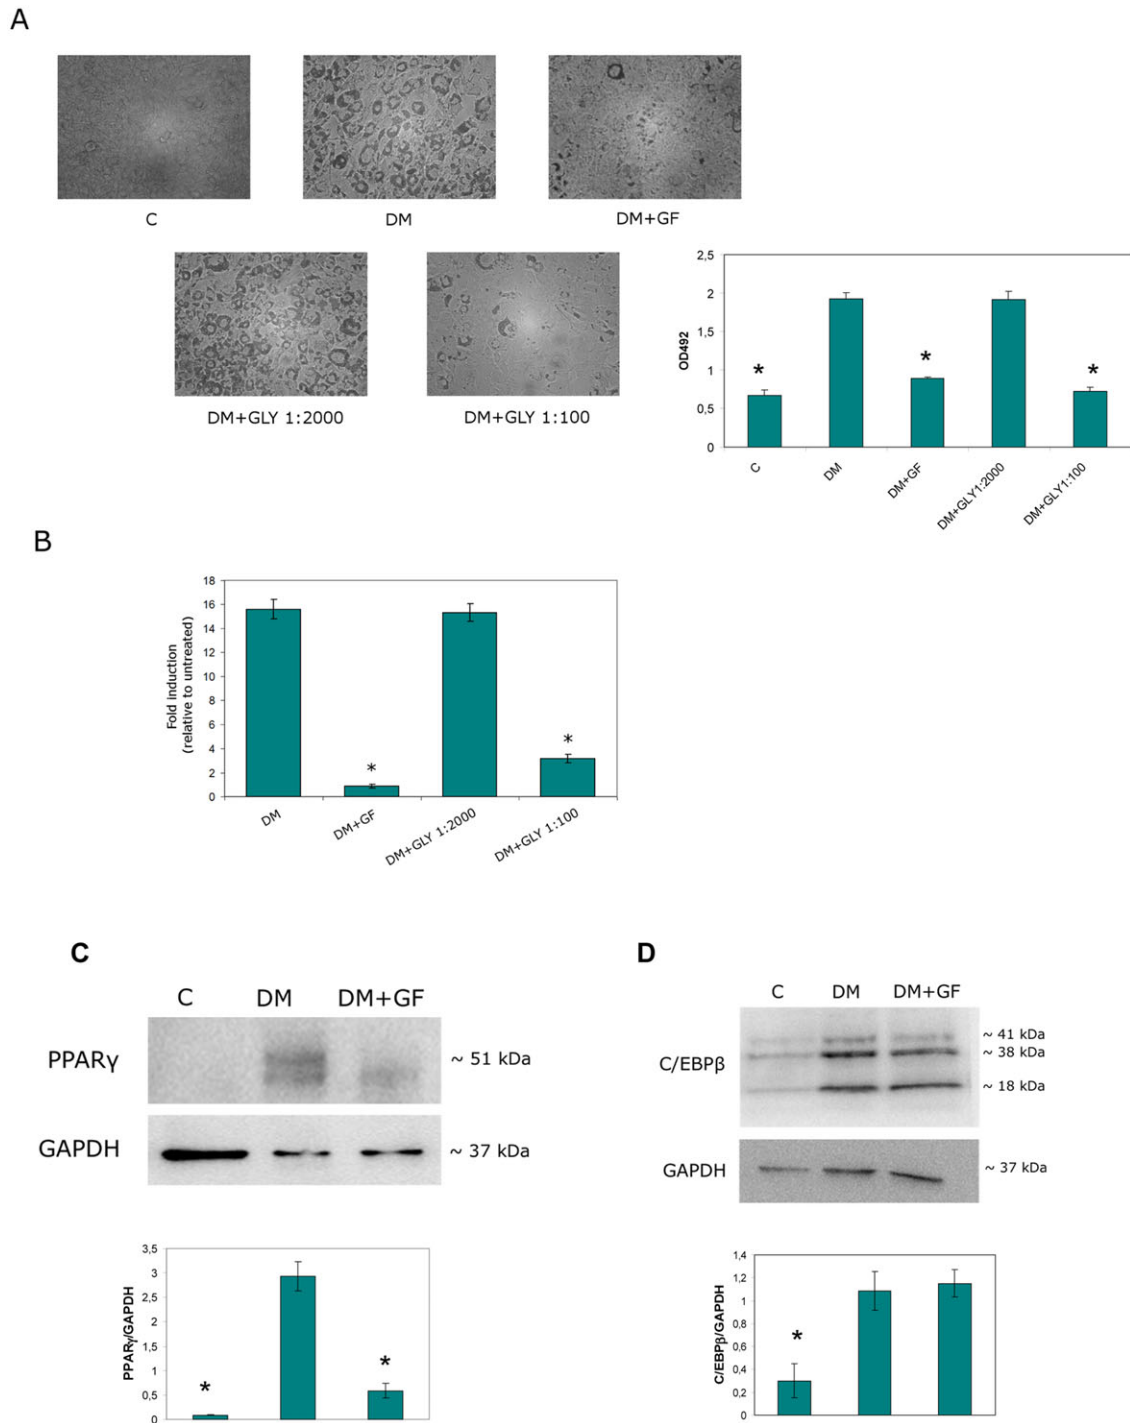 A
C
DM
DM+GF
DM+GLY 1:2000
DM+GLY 1:100
2,5
2
1,5
1
0,5
0
OD492
*
*
*
C
DM
DM+GF
DM+GLY1:2000
DM+GLY1:100
B
18
16
14
12
10
8
6
4
2
0
Fold induction
(relative to untreated)
*
*
DM
DM+GF
DM+GLY 1:2000
DM+GLY 1:100
C
C DM DM+GF
PPARγ
~ 51 kDa
GAPDH
~ 37 kDa
3,5
3
2,5
2
1,5
1
0,5
0
PPARγ/GAPDH
*
*
D
C DM DM+GF
C/EBPβ
~ 41 kDa
~ 38 kDa
~ 18 kDa
GAPDH
~ 37 kDa
1,4
1,2
1
0,8
0,6
0,4
0,2
0
C/EBPβ/GAPDH
*